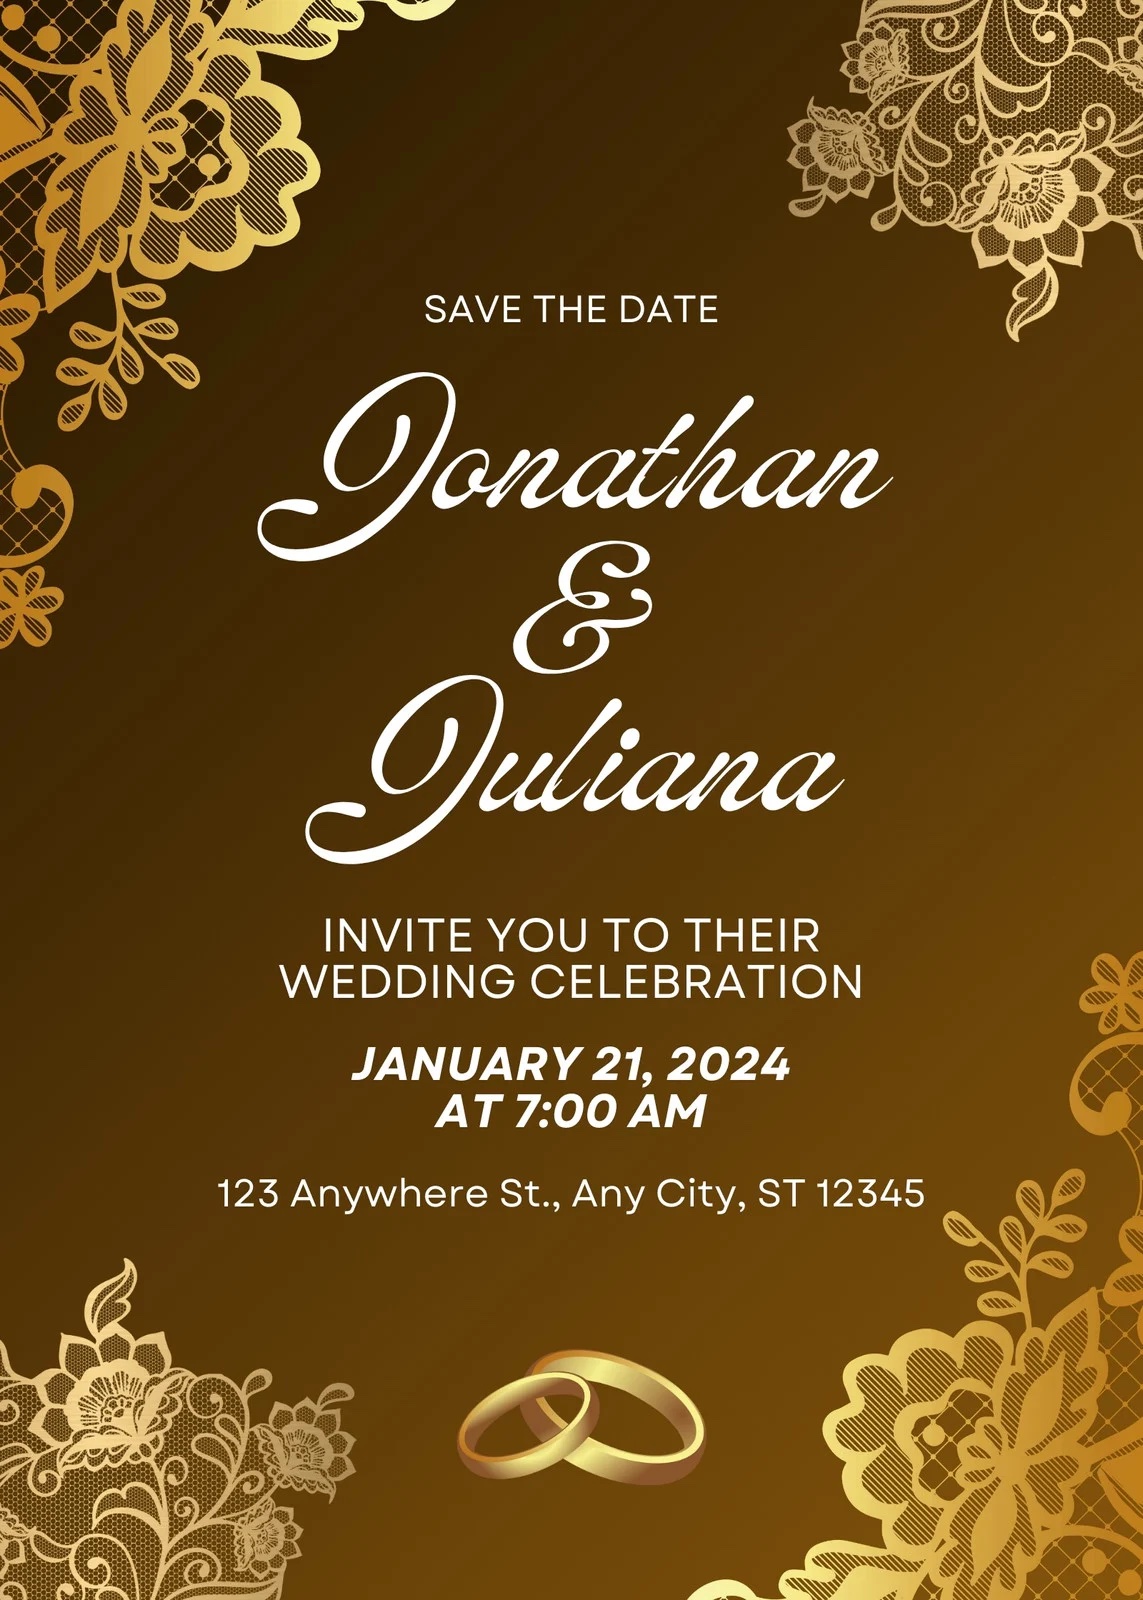 SAVE THE DATE
Jonathan
&
Juliana
INVITE YOU TO THEIR
WEDDING CELEBRATION
JANUARY 21, 2024
AT 7:00 AM
123 Anywhere St., Any City, ST 12345